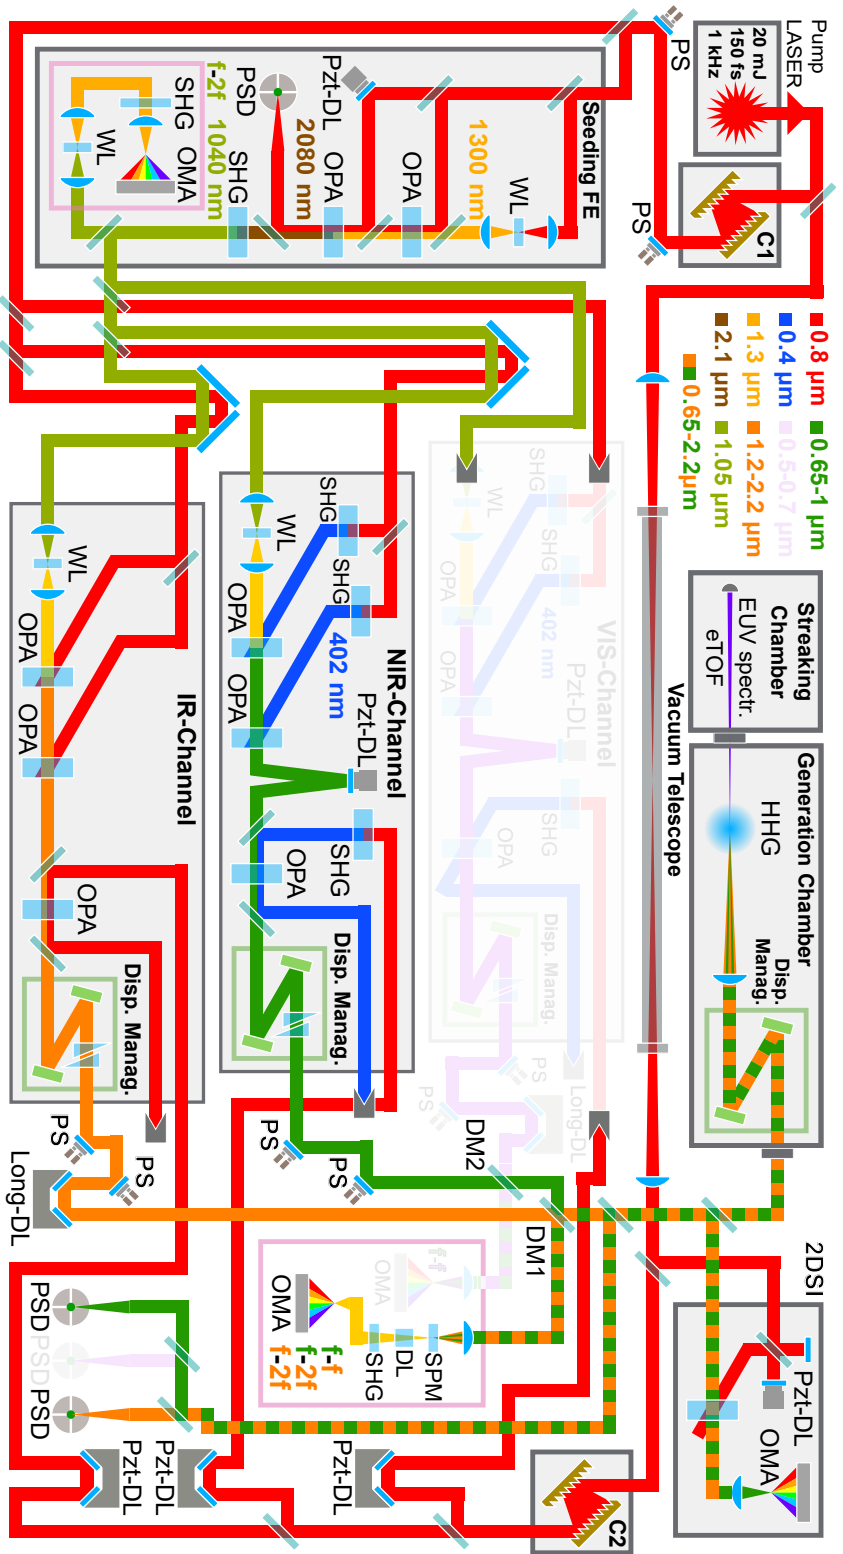 Pump
LASER
20 mJ
150 fs
1 kHz
C1
PS
PS
Seeding FE
WL
1300 nm
OPA
OPA
Pzt-DL
PSD
2080 nm
SHG
1040 nm
f-2f
SHG
OMA
WL
0.8 µm
0.4 µm
1.3 µm
2.1 µm
0.65-2.2µm
0.65-1 µm
0.5-0.7 µm
1.2-2.2 µm
1.05 µm
Vacuum Telescope
Streaking
Chamber
EUV spectr.
eTOF
Generation Chamber
HHG
Disp.
Manag.
VIS-Channel
WL
SHG
SHG
402 nm
OPA
OPA
Pzt-DL
SHG
OPA
Disp. Manag.
PS
PS
Long-DL
NIR-Channel
WL
SHG
SHG
402 nm
OPA
OPA
Pzt-DL
SHG
OPA
Disp. Manag.
PS
PS
IR-Channel
WL
OPA
OPA
OPA
Disp. Manag.
PS
PS
Long-DL
DM2
DM1
f-f
OMA
OMA
SPM
DL
SHG
f-f
f-2f
f-2f
PSD
PSD
PSD
2DSI
Pzt-DL
OMA
Pzt-DL
Pzt-DL
Pzt-DL
C2